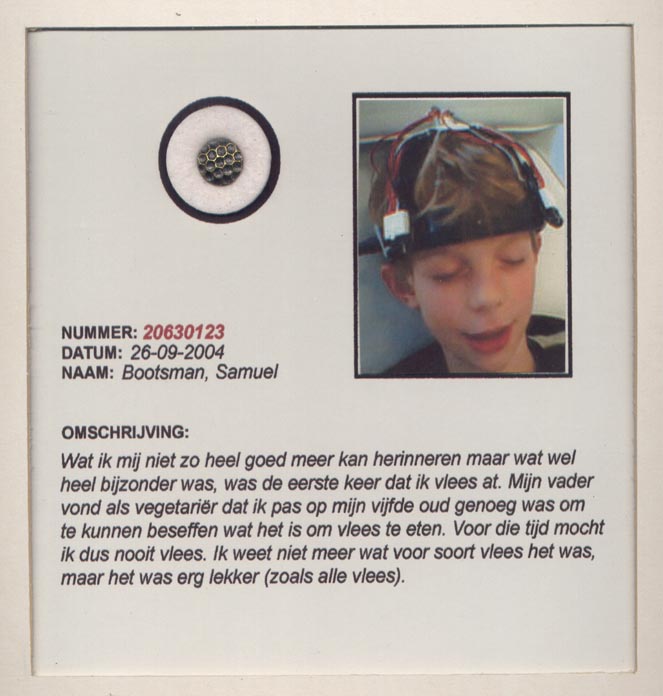 NUMMER: 20630123
DATUM: 26-09-2004
NAAM: Bootsman, Samuel
OMSCHRIJVING:
Wat ik mij niet zo heel goed meer kan herinneren maar wat wel
heel bijzonder was, was de eerste keer dat ik vlees at. Mijn vader
vond als vegetariër dat ik pas op mijn vijfde oud genoeg was om
te kunnen beseffen wat het is om vlees te eten. Voor die tijd mocht
ik dus nooit vlees. Ik weet niet meer wat voor soort vlees het was,
maar het was erg lekker (zoals alle vlees).